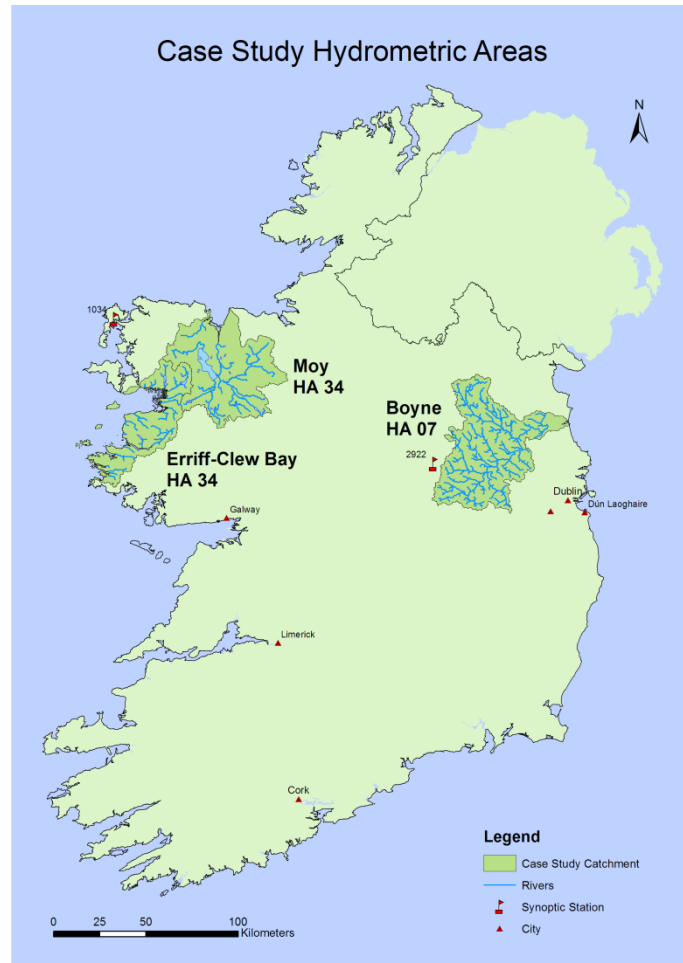 Case Study Hydrometric Areas
N
1034
Moy
HA 34
Boyne
HA 07
2922
Erriff-Clew Bay
HA 34
Galway
Dublin
Dún Laoghaire
Limerick
Cork
Legend
Case Study Catchment
Rivers
Synoptic Station
City
0 25 50 100
Kilometers